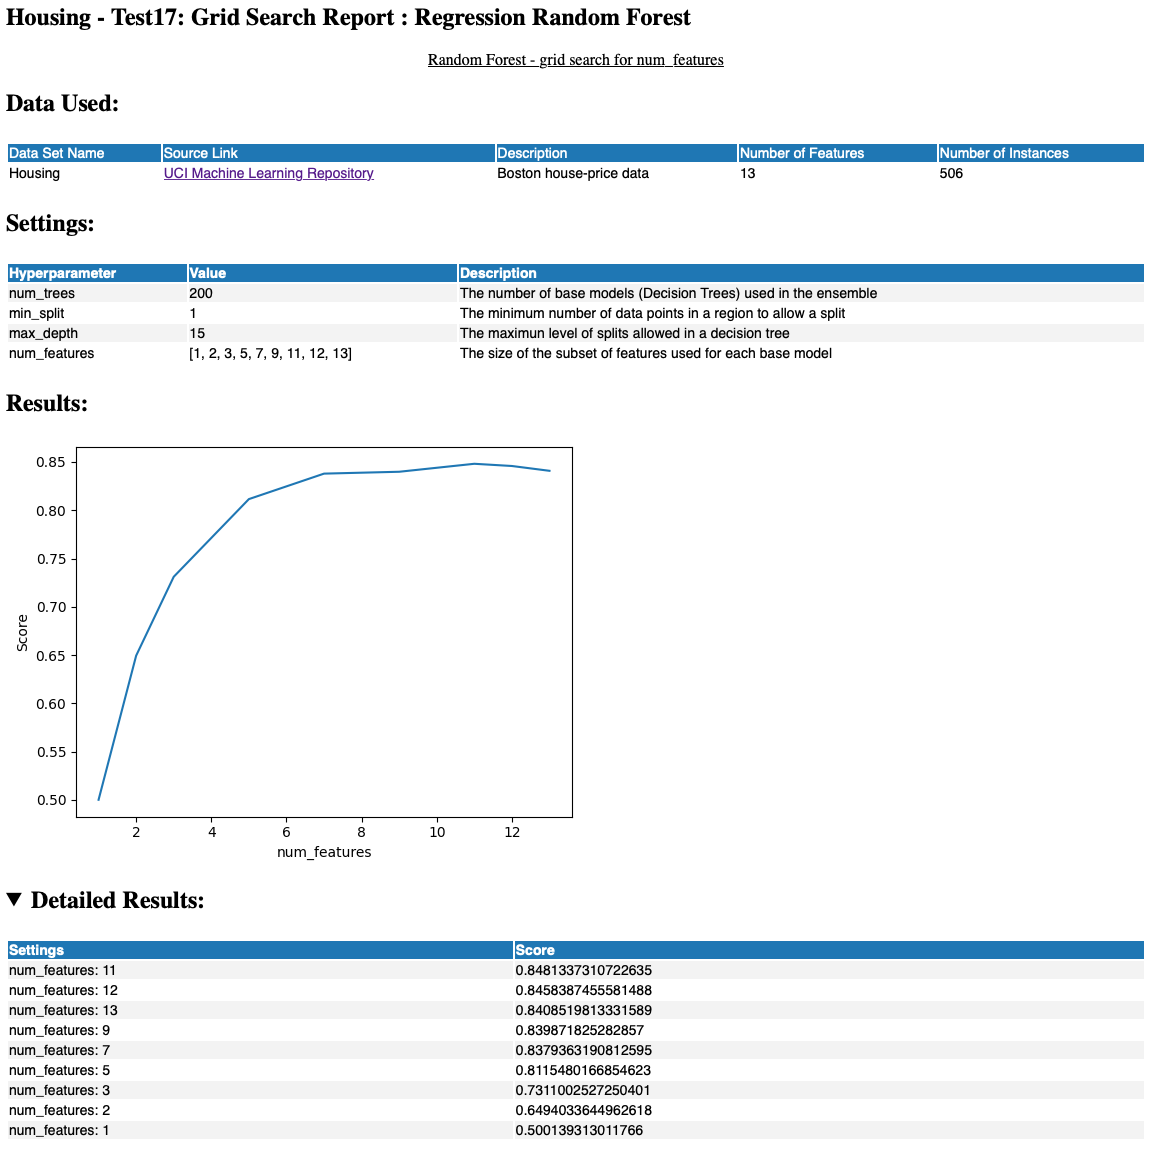 Housing - Test17: Grid Search Report : Regression Random Forest
Random Forest - grid search for num_features
Data Used:
Data Set Name Source Link Description Number of Features Number of Instances
Housing UCI Machine Learning Repository Boston house-price data 13 506
Settings:
Hyperparameter Value Description
num_trees 200 The number of base models (Decision Trees) used in the ensemble
min_split 1 The minimum number of data points in a region to allow a split
max_depth 15 The maximun level of splits allowed in a decision tree
num_features [1, 2, 3, 5, 7, 9, 11, 12, 13] The size of the subset of features used for each base model
Results:
0.85
0.80
0.75
0.70
0.65
0.60
0.55
0.50
Score
2 4 6 8 10 12
num_features
▼ Detailed Results:
Settings Score
num_features: 11 0.8481337310722635
num_features: 12 0.8458387455581488
num_features: 13 0.8408519813331589
num_features: 9 0.839871825282857
num_features: 7 0.8379363190812595
num_features: 5 0.8115480166854623
num_features: 3 0.7311002527250401
num_features: 2 0.6494033644962618
num_features: 1 0.500139313011766